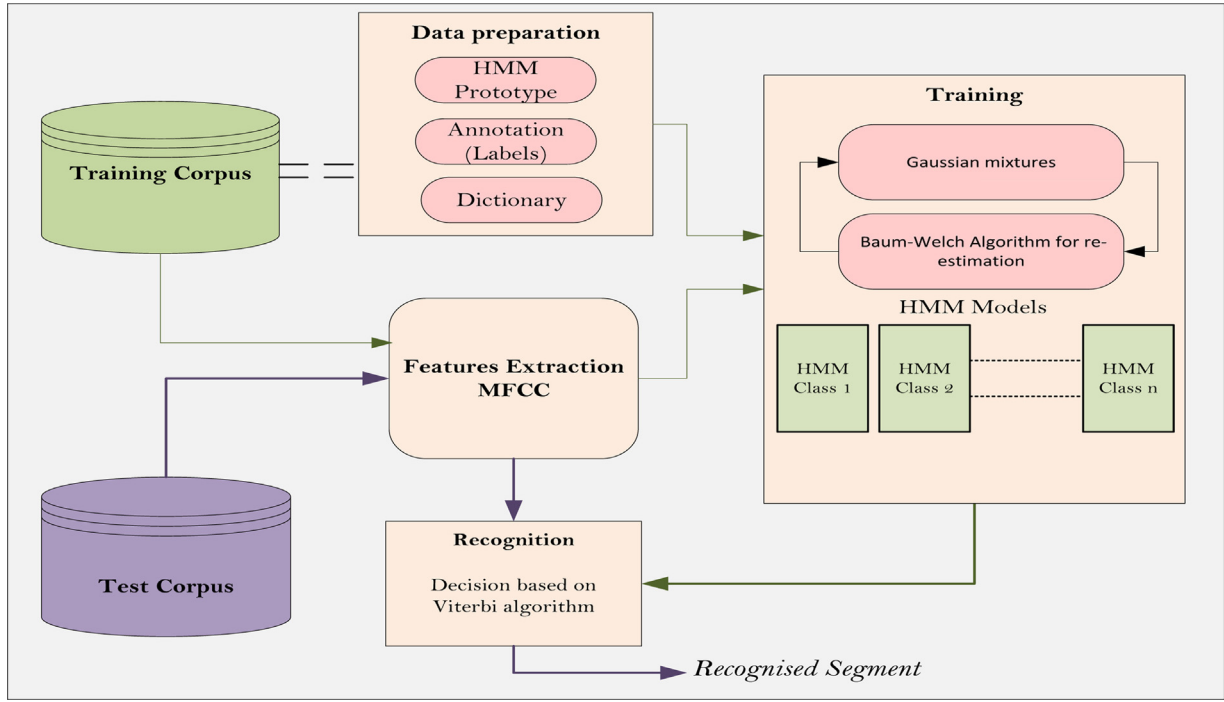 Data preparation
HMM
Prototype
Annotation
(Labels)
Dictionary
Training Corpus
Training
Gaussian mixtures
Baum-Welch Algorithm for re-
estimation
HMM Models
HMM
Class 1
HMM
Class 2
HMM
Class n
Features Extraction
MFCC
Test Corpus
Recognition
Decision based on
Viterbi algorithm
Recognised Segment